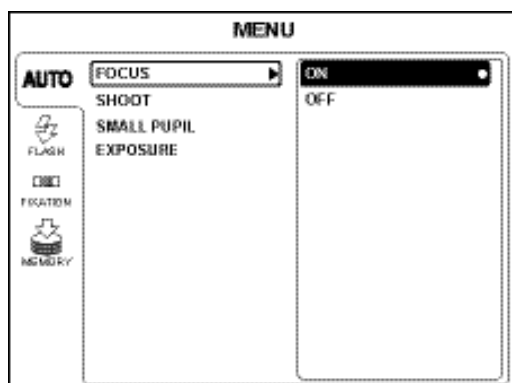 MENU
AUTO
FLASH
FIXATION
MEMORY
FOCUS
SHOOT
SMALL PUPIL
EXPOSURE
ON
OFF